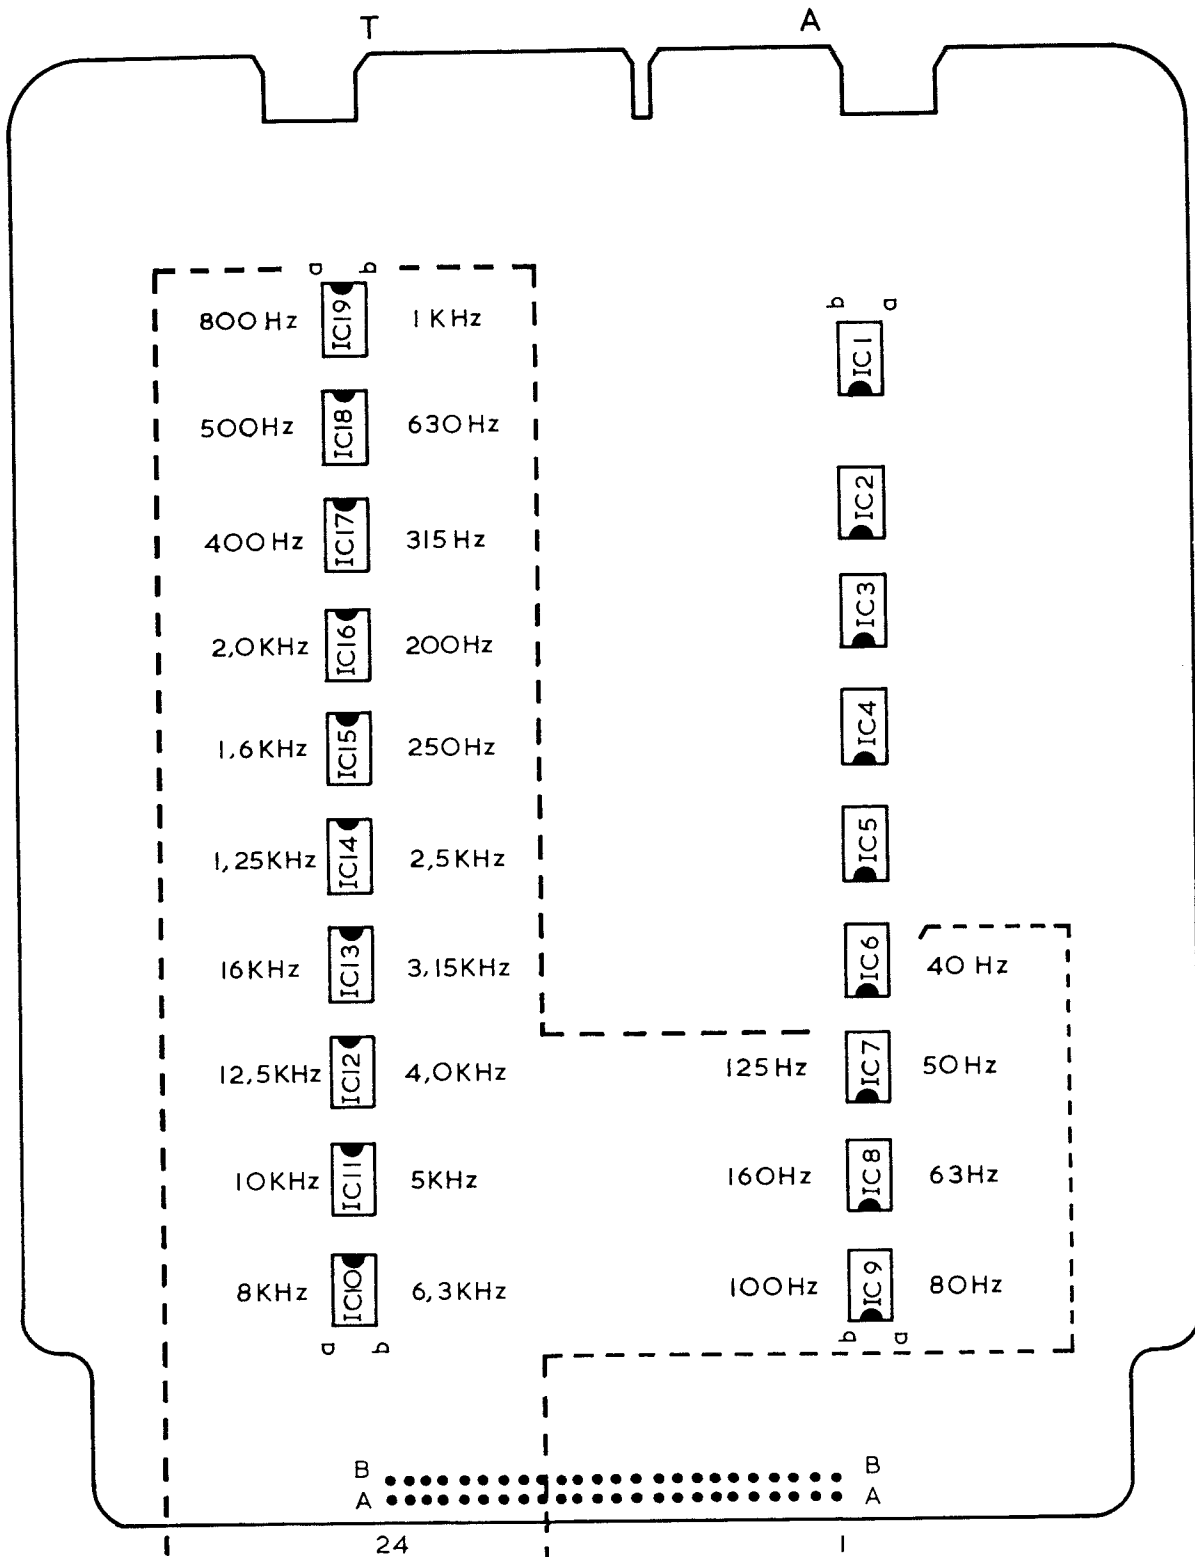 T A
a b
800 Hz IC19 1 KHz
b a
IC1
500Hz IC18 630Hz
IC2
400Hz IC17 315Hz
IC3
2,0KHz IC16 200Hz
IC4
1,6KHz IC15 250Hz
1,25KHz IC14 2,5KHz
IC5
16KHz IC13 3,15KHz
IC6 40 Hz
12,5KHz IC12 4,0KHz
125Hz IC7 50Hz
10KHz IC11 5KHz
160Hz IC8 63Hz
8KHz IC10 6,3KHz
100Hz IC9 80Hz
a b
b a
B B
A A
24 1